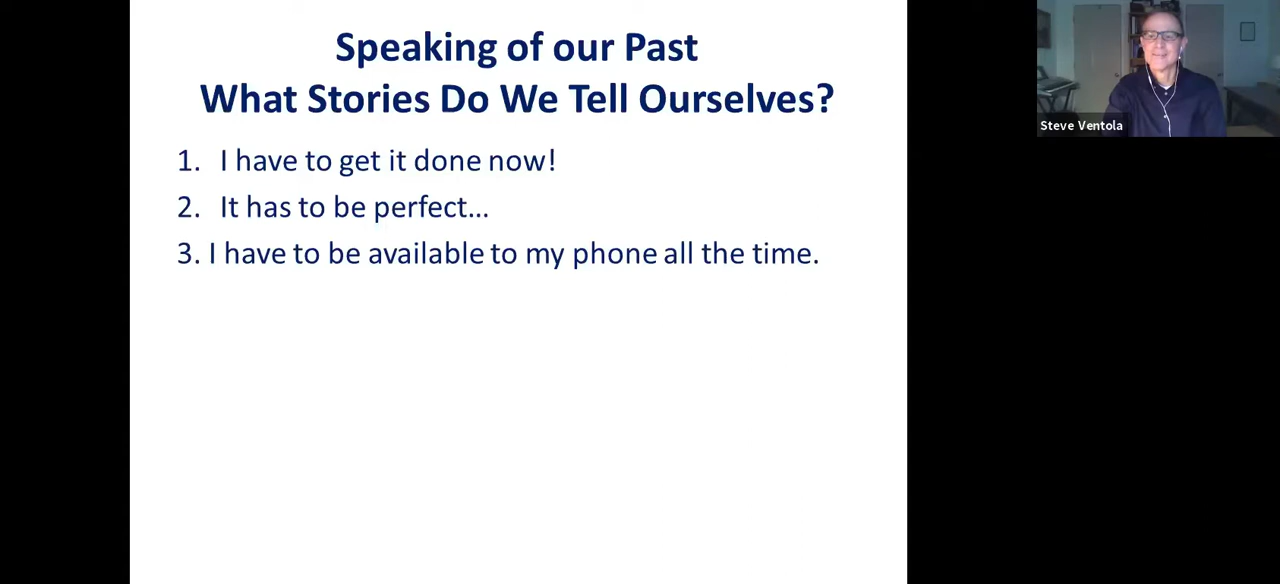 Speaking of our Past
What Stories Do We Tell Ourselves?
1. I have to get it done now!
2. It has to be perfect...
3. I have to be available to my phone all the time.
Steve Ventola